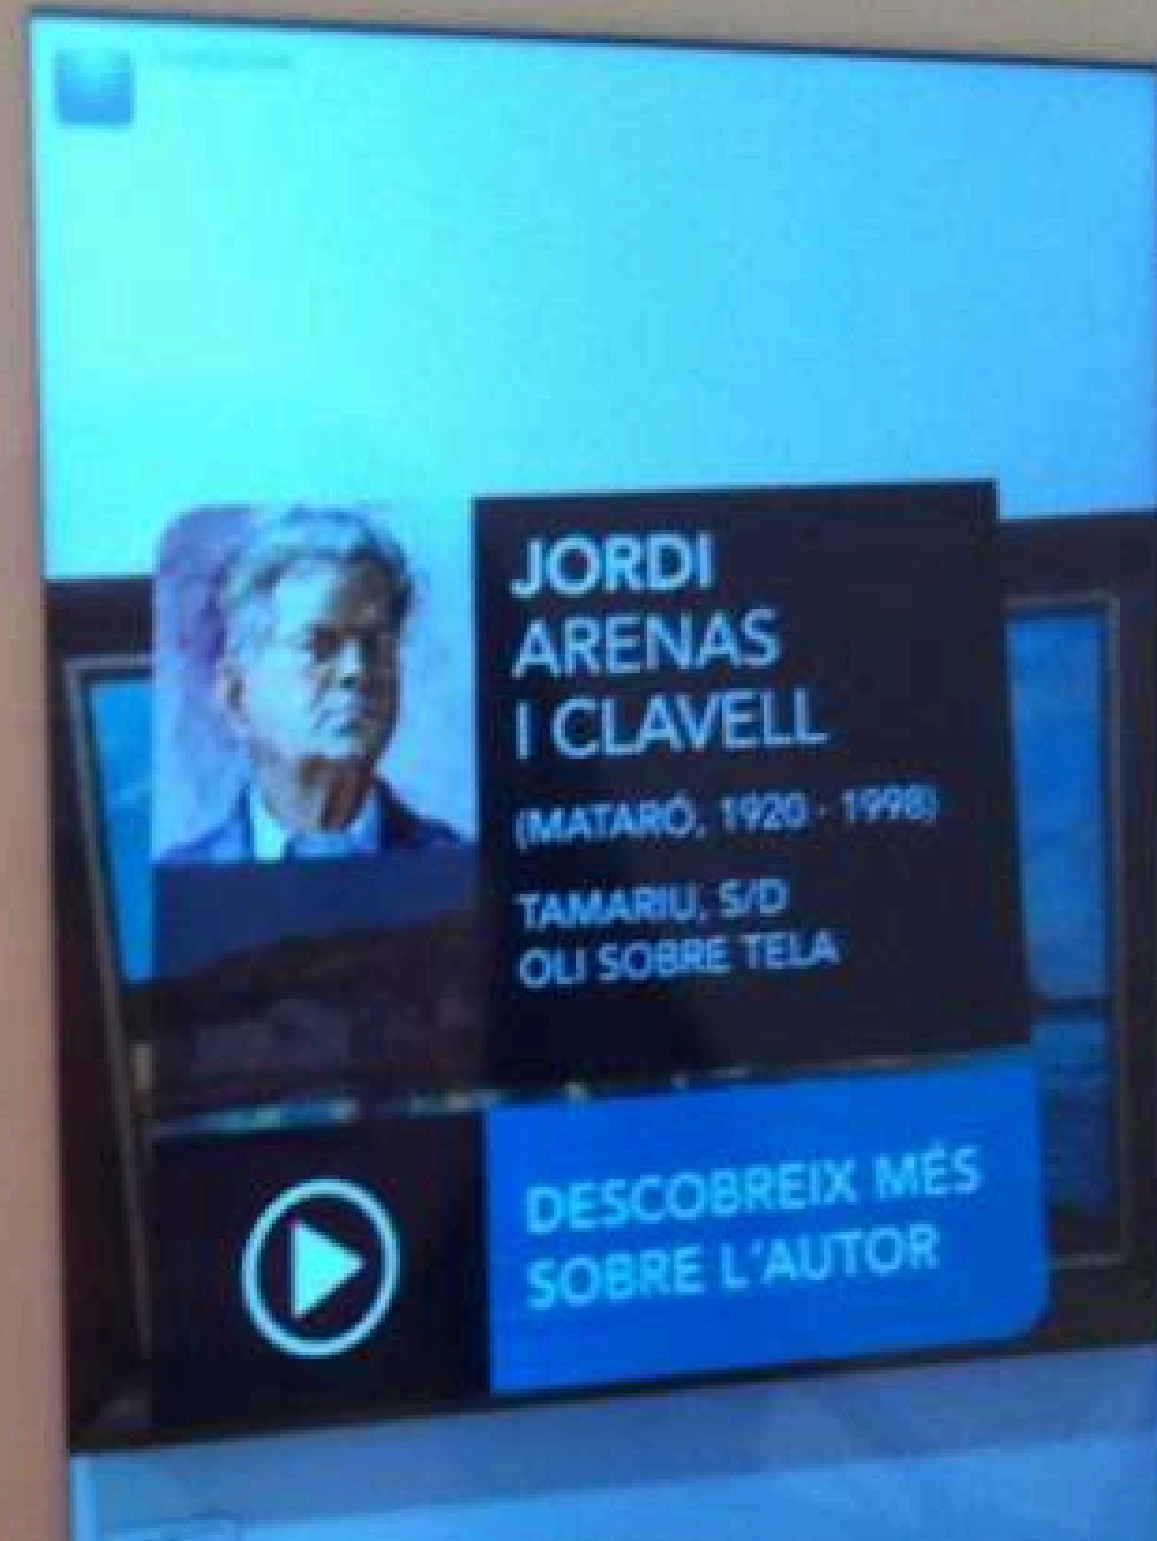 JORDI
ARENAS
I CLAVELL
(MATARÓ, 1920 - 1998)
TAMARIU, S/D
OLI SOBRE TELA
DESCOBREIX MÉS
SOBRE L'AUTOR